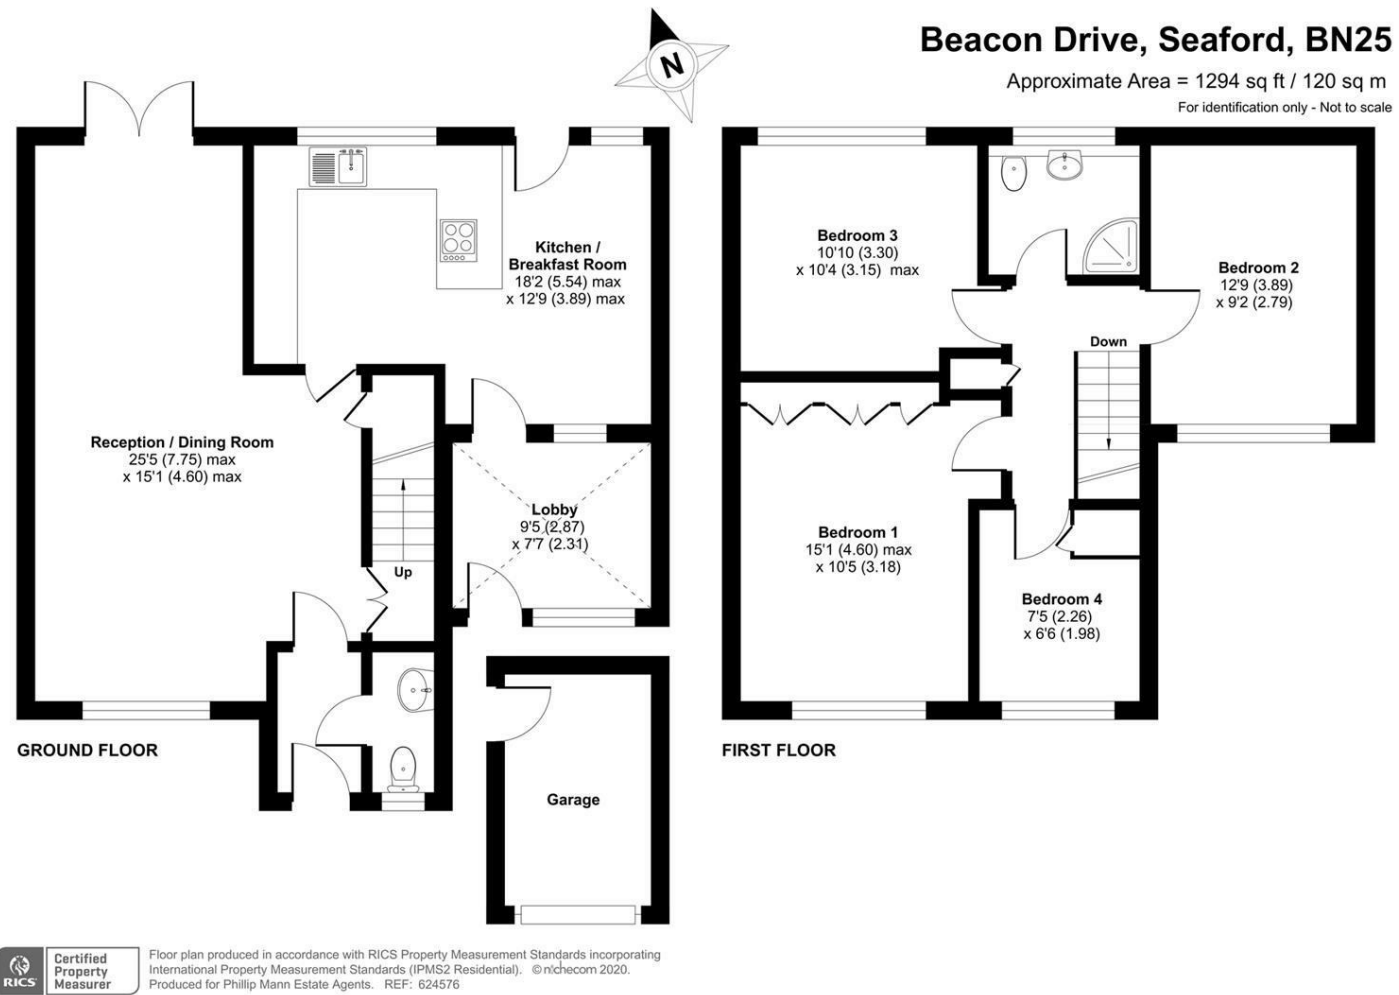 Beacon Drive, Seaford, BN25
Approximate Area = 1294 sq ft / 120 sq m
For identification only - Not to scale
N
Kitchen /
Breakfast Room
18'2 (5.54) max
x 12'9 (3.89) max
Reception / Dining Room
25'5 (7.75) max
x 15'1 (4.60) max
Lobby
9'5 (2.87)
x 7'7 (2.31)
Up
Garage
GROUND FLOOR
Bedroom 3
10'10 (3.30)
x 10'4 (3.15) max
Bedroom 2
12'9 (3.89)
x 9'2 (2.79)
Down
Bedroom 1
15'1 (4.60) max
x 10'5 (3.18)
Bedroom 4
7'5 (2.26)
x 6'6 (1.98)
FIRST FLOOR
RICS
Certified
Property
Measurer
Floor plan produced in accordance with RICS Property Measurement Standards incorporating
International Property Measurement Standards (IPMS2 Residential). © nichecom 2020.
Produced for Phillip Mann Estate Agents. REF: 624576